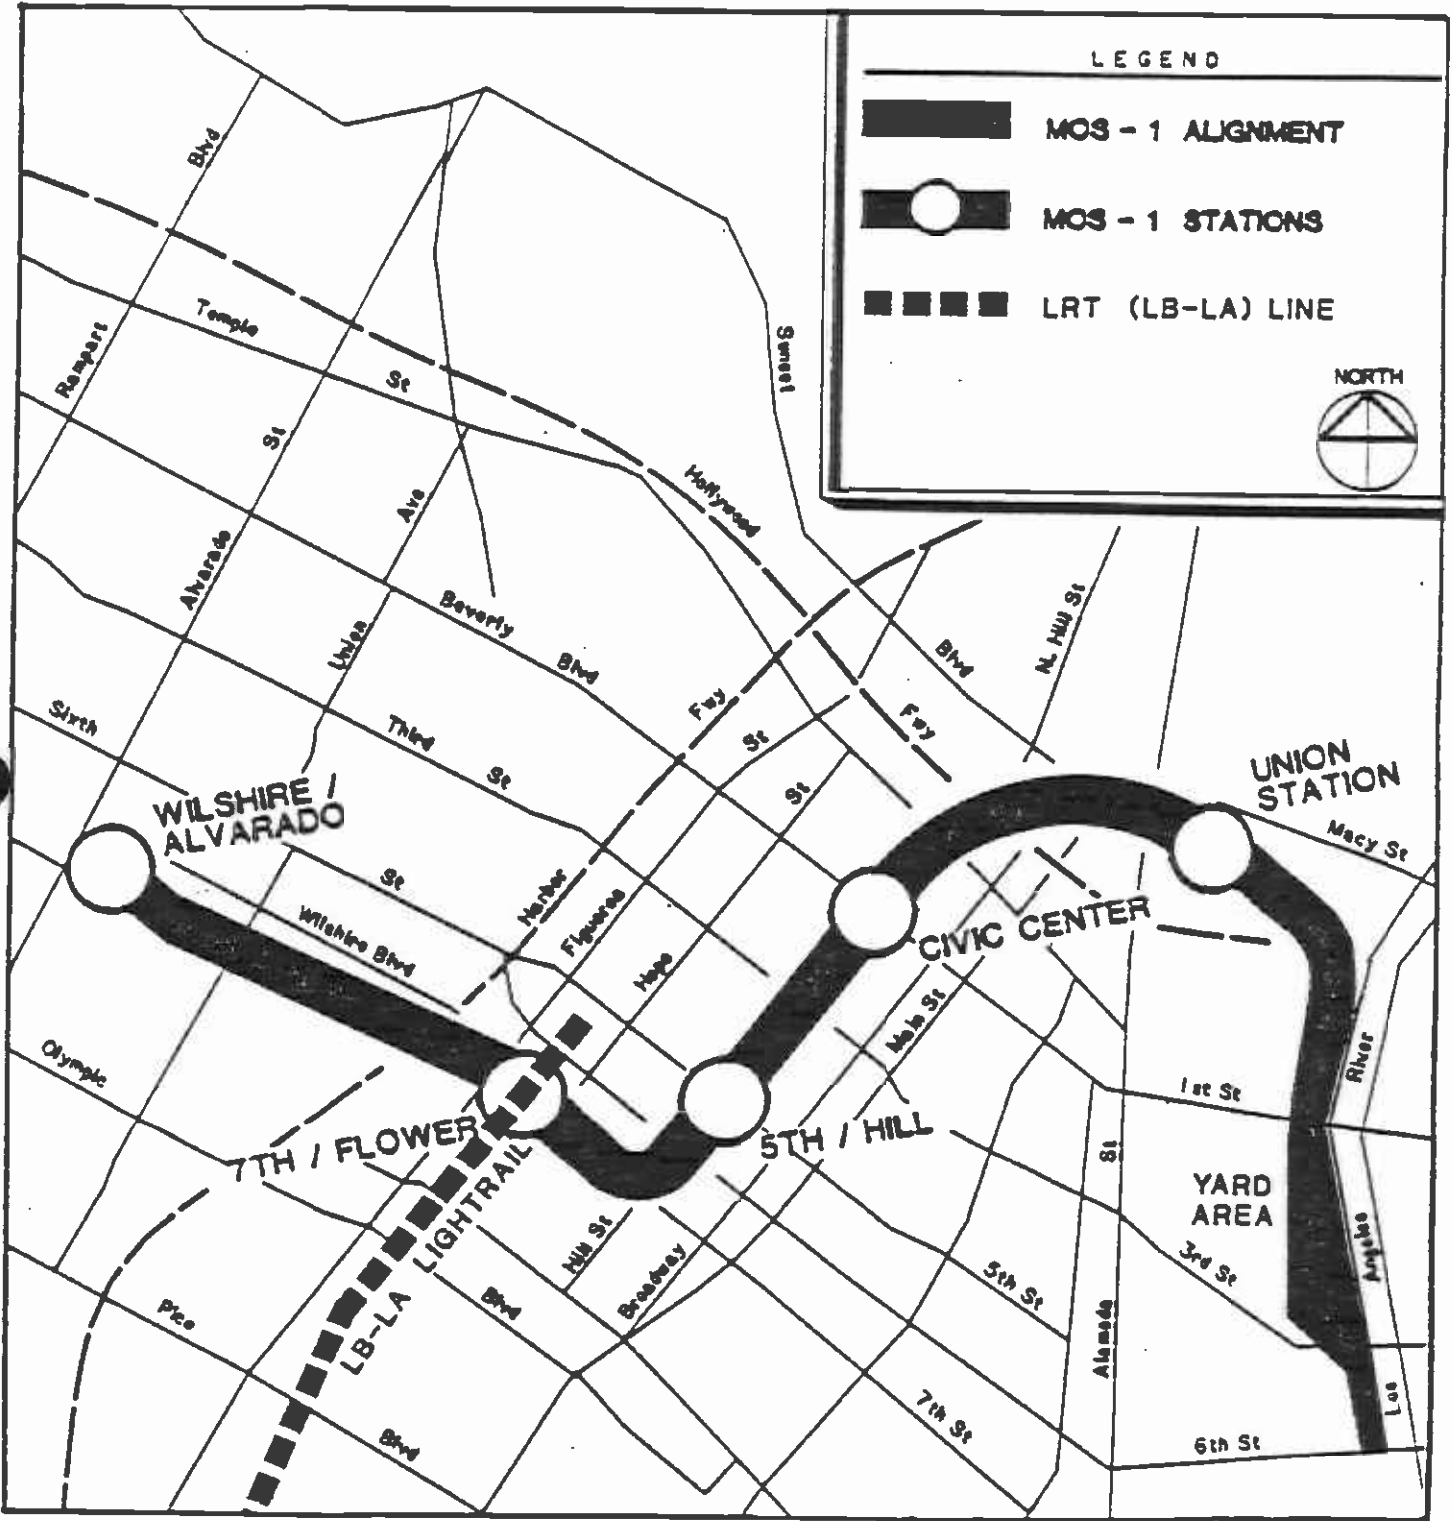 LEGEND
MOS - 1 ALIGNMENT
MOS - 1 STATIONS
LRT (LB-LA) LINE
NORTH
Blvd
Rampart
Temple
St
St
Alvarado
Ave
Union
Sunset
Hollywood
Beverly
Blvd
Blvd
N. Hill St
Fwy
Fwy
Sixth
Third
St
St
St
UNION
STATION
WILSHIRE /
ALVARADO
Macy St
St
Wilshire Blvd
Harbor
Figueroa
Hope
CIVIC CENTER
Main St
Olympic
River
1st St
7TH / FLOWER
5TH / HILL
St
YARD
AREA
LB-LA LIGHTRAIL
Hill St
Broadway
Blvd
5th St
3rd St
Angeles
Pico
Alameda
Los
Blvd
7th St
6th St